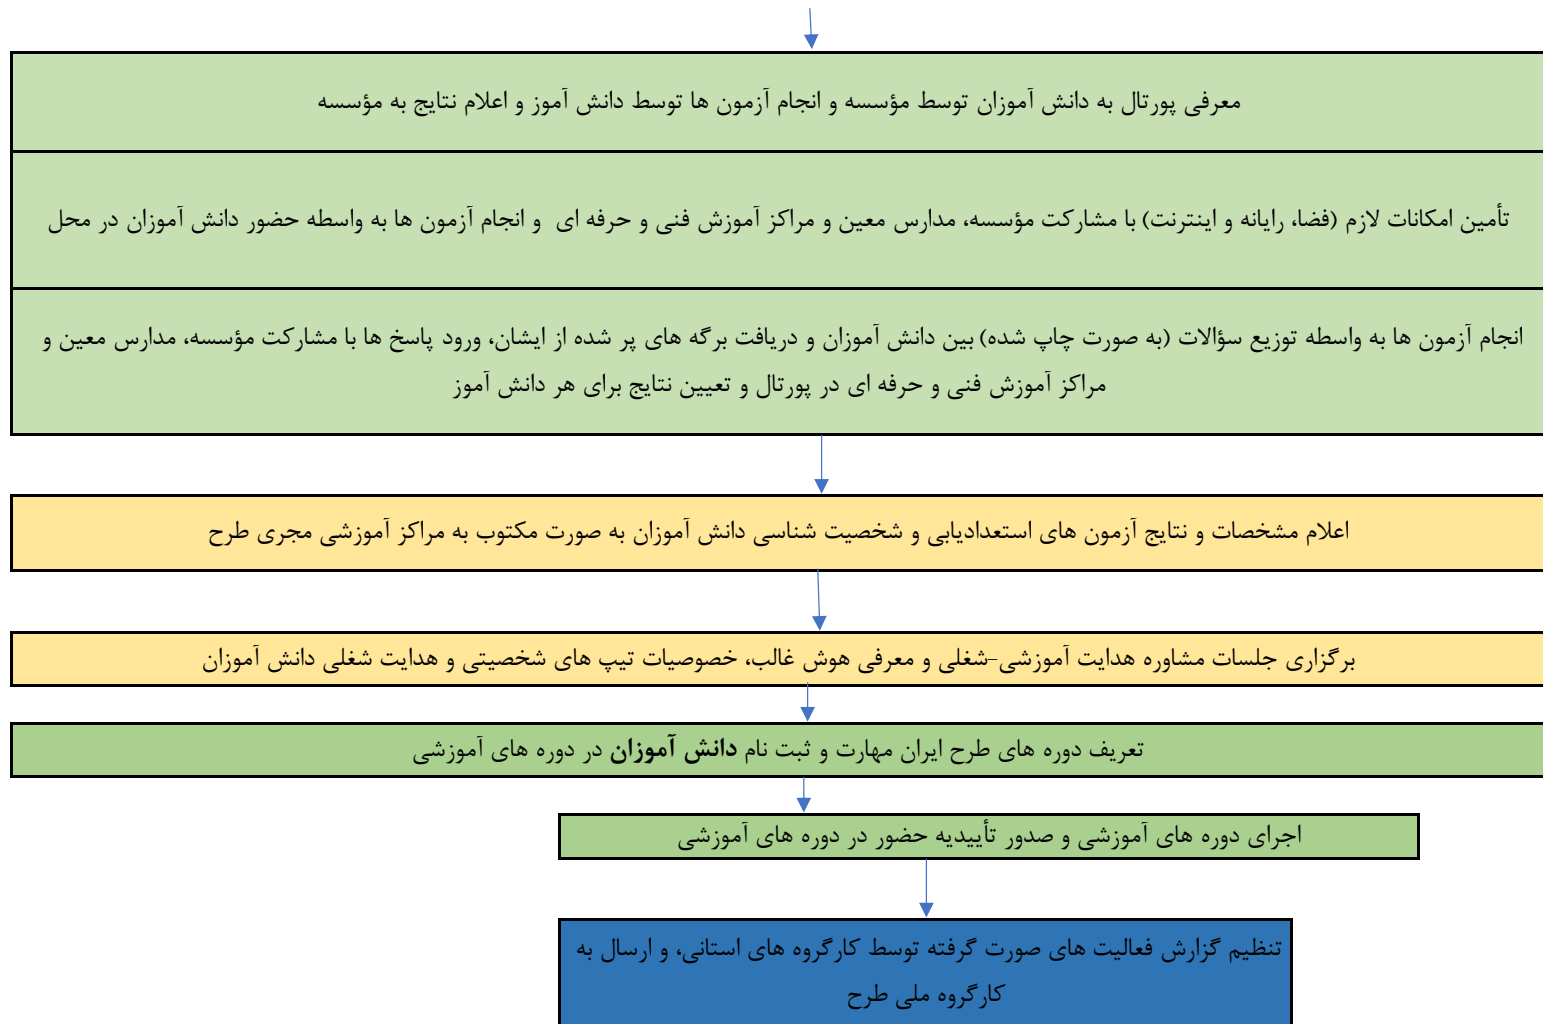 معرفی پورتال به دانش آموزان توسط مؤسسه و انجام آزمون ها توسط دانش آموز و اعلام نتایج به مؤسسه
تأمین امکانات لازم (فضا، رایانه و اینترنت) با مشارکت مؤسسه، مدارس معین و مراکز آموزش فنی و حرفه ای و انجام آزمون ها به واسطه حضور دانش آموزان در محل
انجام آزمون ها به واسطه توزیع سؤالات (به صورت چاپ شده) بین دانش آموزان و دریافت برگه های پر شده از ایشان، ورود پاسخ ها با مشارکت مؤسسه، مدارس معین و
مراکز آموزش فنی و حرفه ای در پورتال و تعیین نتایج برای هر دانش آموز
اعلام مشخصات و نتایج آزمون های استعدادیابی و شخصیت شناسی دانش آموزان به صورت مکتوب به مراکز آموزشی مجری طرح
برگزاری جلسات مشاوره هدایت آموزشی-شغلی و معرفی هوش غالب، خصوصیات تیپ های شخصیتی و هدایت شغلی دانش آموزان
تعریف دوره های طرح ایران مهارت و ثبت نام دانش آموزان در دوره های آموزشی
اجرای دوره های آموزشی و صدور تأییدیه حضور در دوره های آموزشی
تنظیم گزارش فعالیت های صورت گرفته توسط کارگروه های استانی، و ارسال به
کارگروه ملی طرح